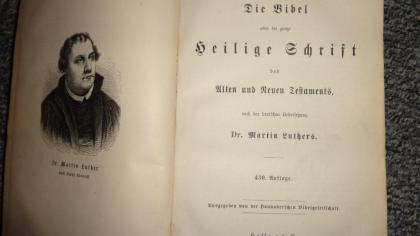 Dr. Martin Luther
Die Bibel
oder die ganze
Heilige Schrift
des
Alten und Neuen Testaments,
nach der deutschen Uebersetzung
Dr. Martin Luthers.
430. Auflage.
Ausgegeben von der Hannoverschen Bibelgesellschaft.